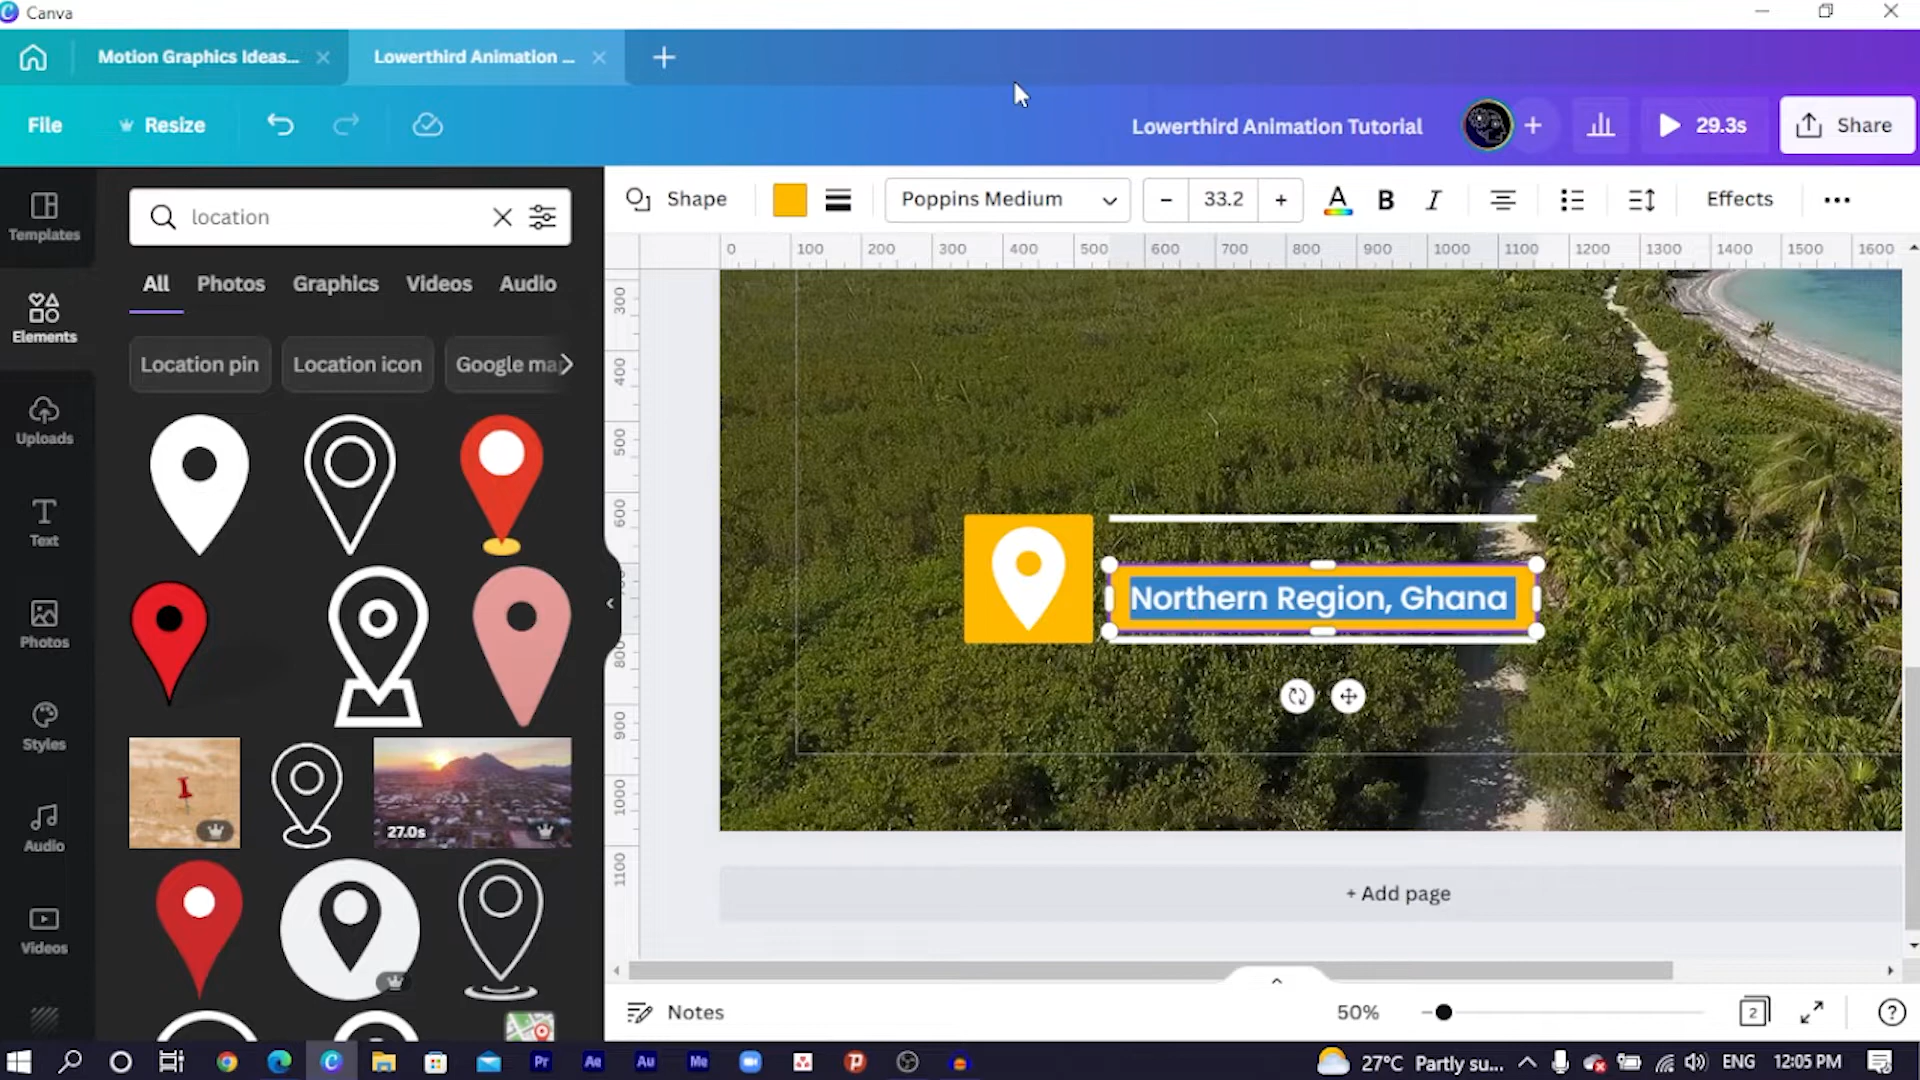 Canva
Motion Graphics Ideas...
Lowerthird Animation ...
File
Resize
Lowerthird Animation Tutorial
29.3s
Share
Templates
Elements
Uploads
Text
Photos
Styles
Audio
Videos
location
All
Photos
Graphics
Videos
Audio
Location pin
Location icon
Google ma
27.0s
Shape
Poppins Medium
33.2
A
B
I
Effects
0 100 200 300 400 500 600 700 800 900 1000 1100 1200 1300 1400 1500 1600
300
400
500
600
800
900
1000
1100
Northern Region, Ghana
+ Add page
Notes
50%
2
?
Pr
Ae
Au
Me
27°C Partly su...
ENG
12:05 PM